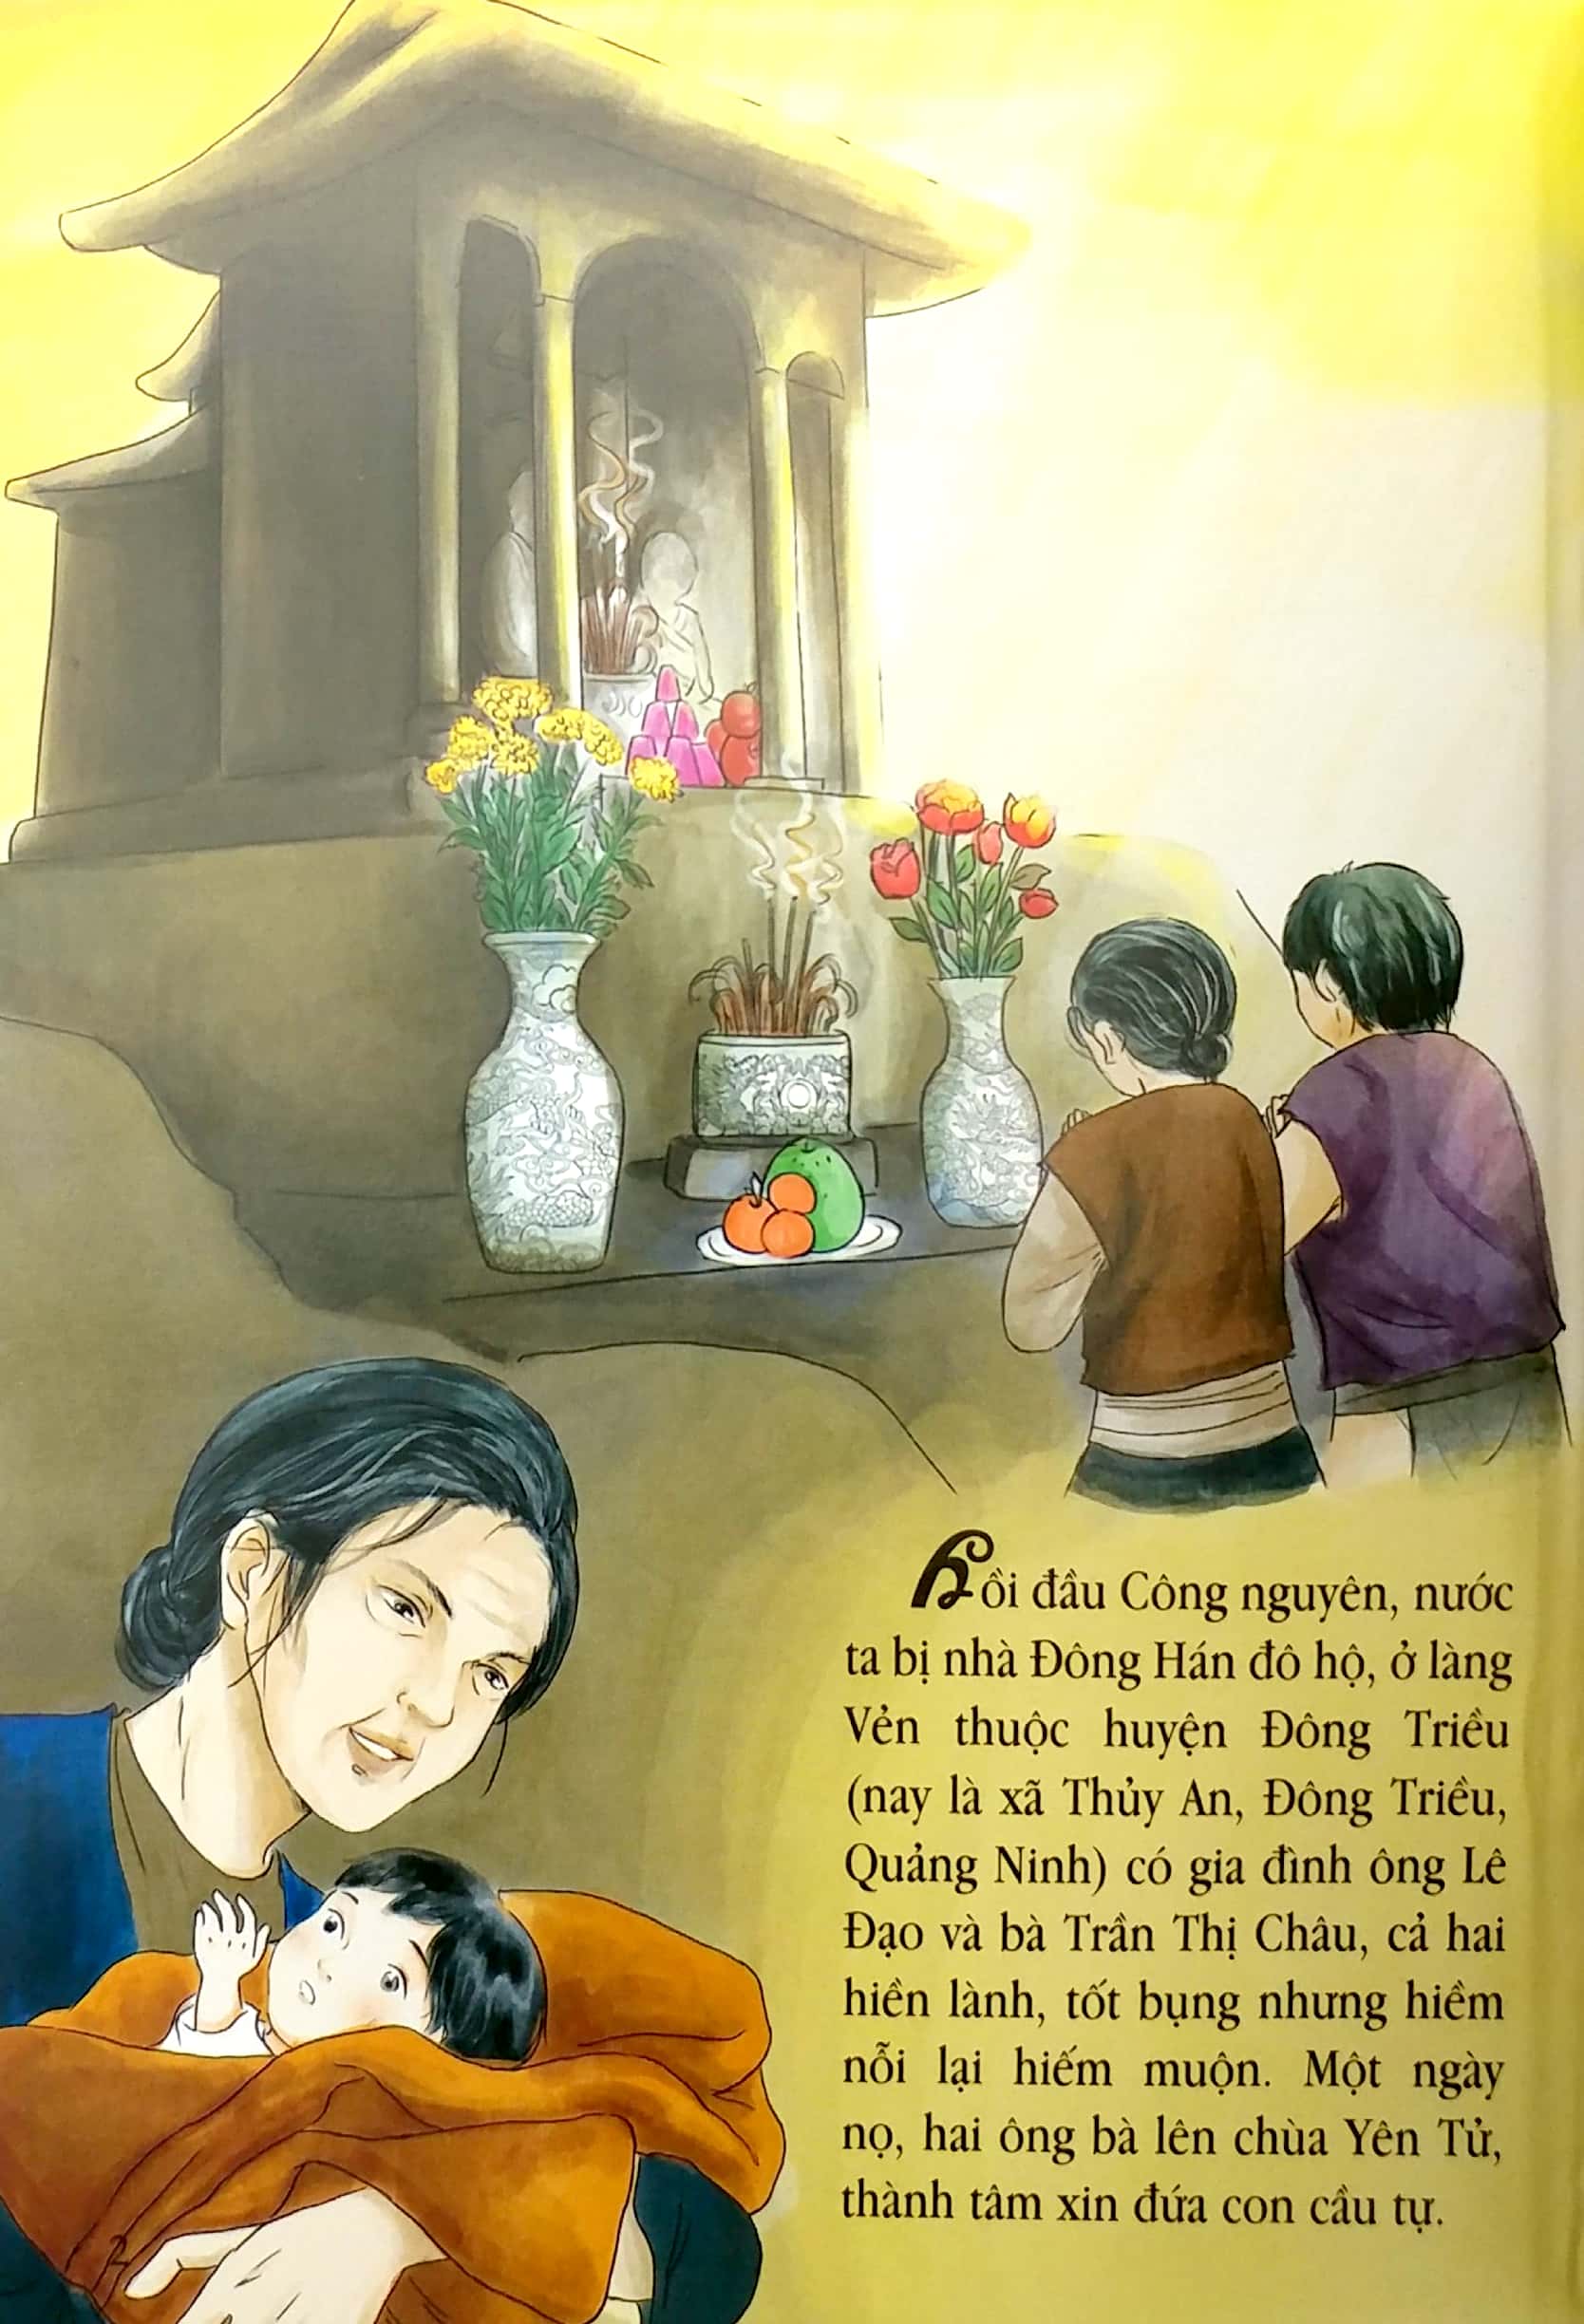 Hồi đầu Công nguyên, nước
ta bị nhà Đông Hán đô hộ, ở làng
Vẻn thuộc huyện Đông Triều
(nay là xã Thủy An, Đông Triều,
Quảng Ninh) có gia đình ông Lê
Đạo và bà Trần Thị Châu, cả hai
hiền lành, tốt bụng nhưng hiềm
nỗi lại hiếm muộn. Một ngày
nọ, hai ông bà lên chùa Yên Tử,
thành tâm xin đứa con cầu tự.
2